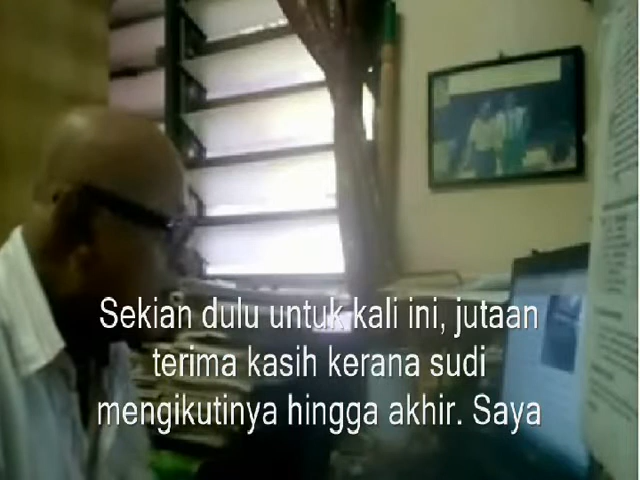 Sekian dulu untuk kali ini, jutaan
terima kasih kerana sudi
mengikutinya hingga akhir. Saya